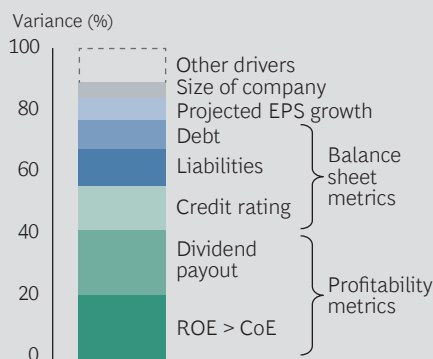 Variance (%)
100
80
60
40
20
0
Other drivers
Size of company
Projected EPS growth
Debt
Liabilities
Credit rating
Dividend
payout
ROE > CoE
Balance
sheet
metrics
Profitability
metrics